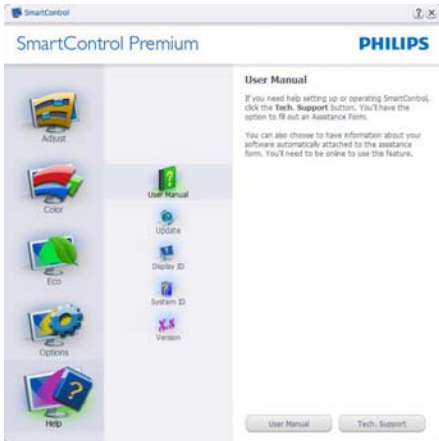 SmartControl
SmartControl Premium
PHILIPS
Adjust
Color
Eco
Options
Help
User Manual
Update
Display ID
System ID
X.x
Version
User Manual
If you need help setting up or operating SmartControl,
click the Tech. Support button. You'll have the
option to fill out an Assistance Form.
You can also choose to have information about your
software automatically attached to the assistance
form. You'll need to be online to use this feature.
User Manual
Tech. Support